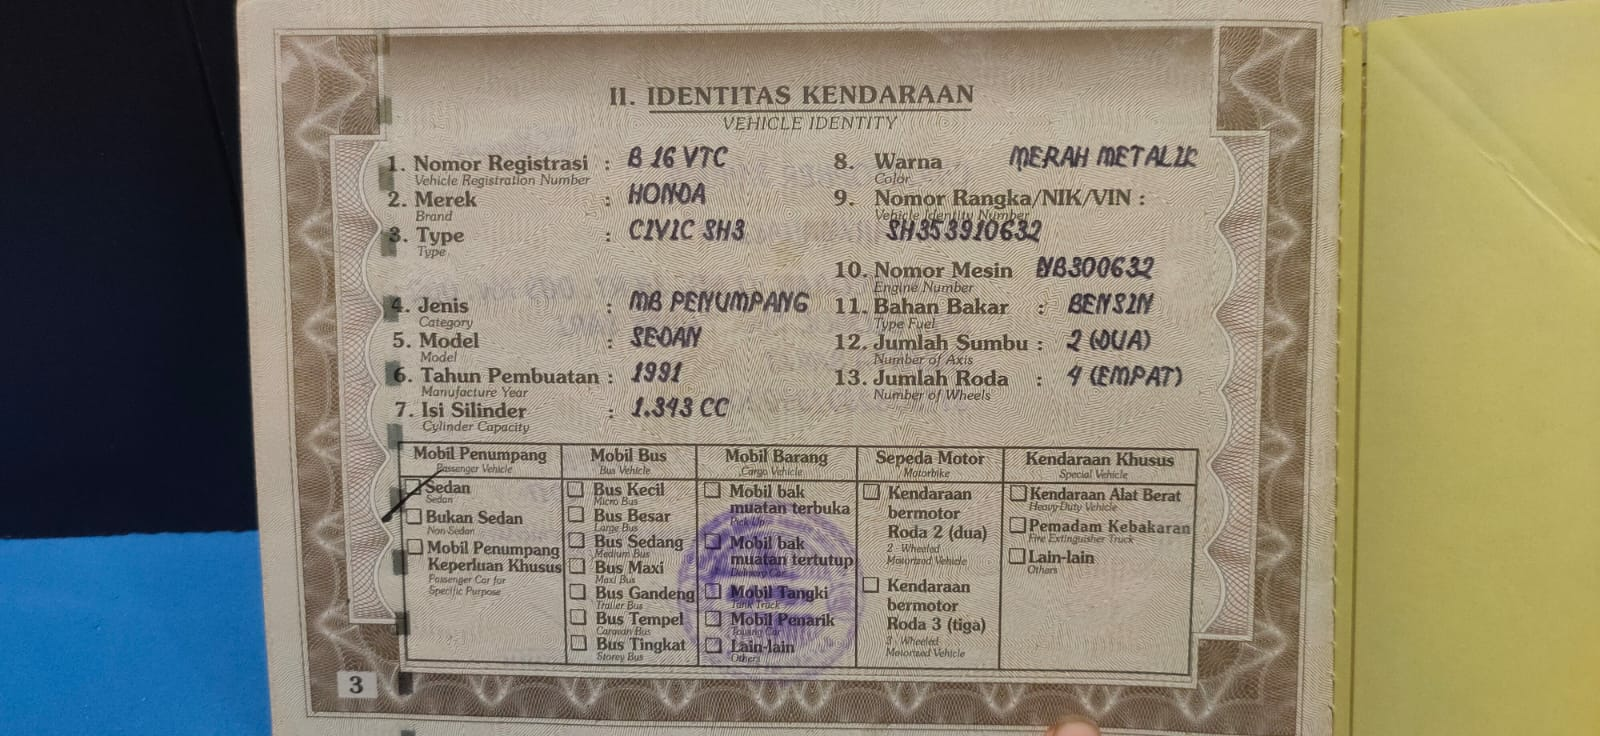 II. IDENTITAS KENDARAAN
VEHICLE IDENTITY
1. Nomor Registrasi : B 16 VTC
Vehicle Registration Number
2. Merek : HONDA
Brand
3. Type : CIVIC SH3
Type
4. Jenis : MB PENUMPANG
Category
5. Model : SEDAN
Model
6. Tahun Pembuatan : 1991
Manufacture Year
7. Isi Silinder : 1.343 CC
Cylinder Capacity
8. Warna MERAH METALIK
Color
9. Nomor Rangka/NIK/VIN :
Vehicle Identity Number
SH353910632
10. Nomor Mesin NB300632
Engine Number
11. Bahan Bakar : BENSIN
Type Fuel
12. Jumlah Sumbu : 2 (DUA)
Number of Axis
13. Jumlah Roda : 4 (EMPAT)
Number of Wheels
Mobil Penumpang
Passenger Vehicle
Sedan
Sedan
Bukan Sedan
Non-Sedan
Mobil Penumpang
Keperluan Khusus
Passenger Car for
Specific Purpose
Mobil Bus
Bus Vehicle
Bus Kecil
Micro Bus
Bus Besar
Large Bus
Bus Sedang
Medium Bus
Bus Maxi
Maxi Bus
Bus Gandeng
Trailer Bus
Bus Tempel
Caravan Bus
Bus Tingkat
Storey Bus
Mobil Barang
Cargo Vehicle
Mobil bak
muatan terbuka
Pick Up
Mobil bak
muatan tertutup
Delivery Car
Mobil Tangki
Tank Truck
Mobil Penarik
Towing Car
Lain-lain
Others
Sepeda Motor
Motorbike
Kendaraan
bermotor
Roda 2 (dua)
2 - Wheeled
Motorized Vehicle
Kendaraan
bermotor
Roda 3 (tiga)
3 - Wheeled
Motorized Vehicle
Kendaraan Khusus
Special Vehicle
Kendaraan Alat Berat
Heavy-Duty Vehicle
Pemadam Kebakaran
Fire Extinguisher Truck
Lain-lain
Others
3